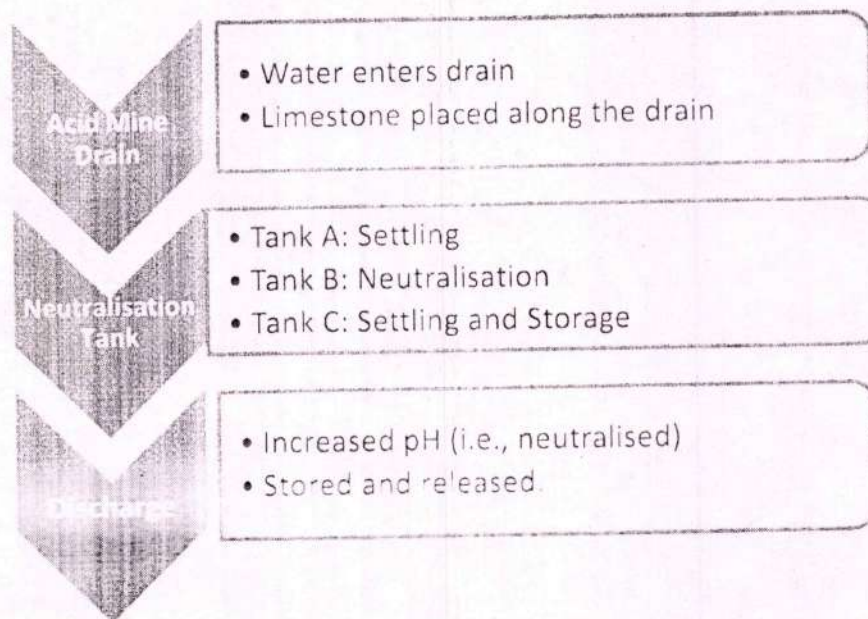 Acid Mine
Drain
• Water enters drain
• Limestone placed along the drain
Neutralisation
Tank
• Tank A: Settling
• Tank B: Neutralisation
• Tank C: Settling and Storage
Discharge
• Increased pH (i.e., neutralised)
• Stored and released.